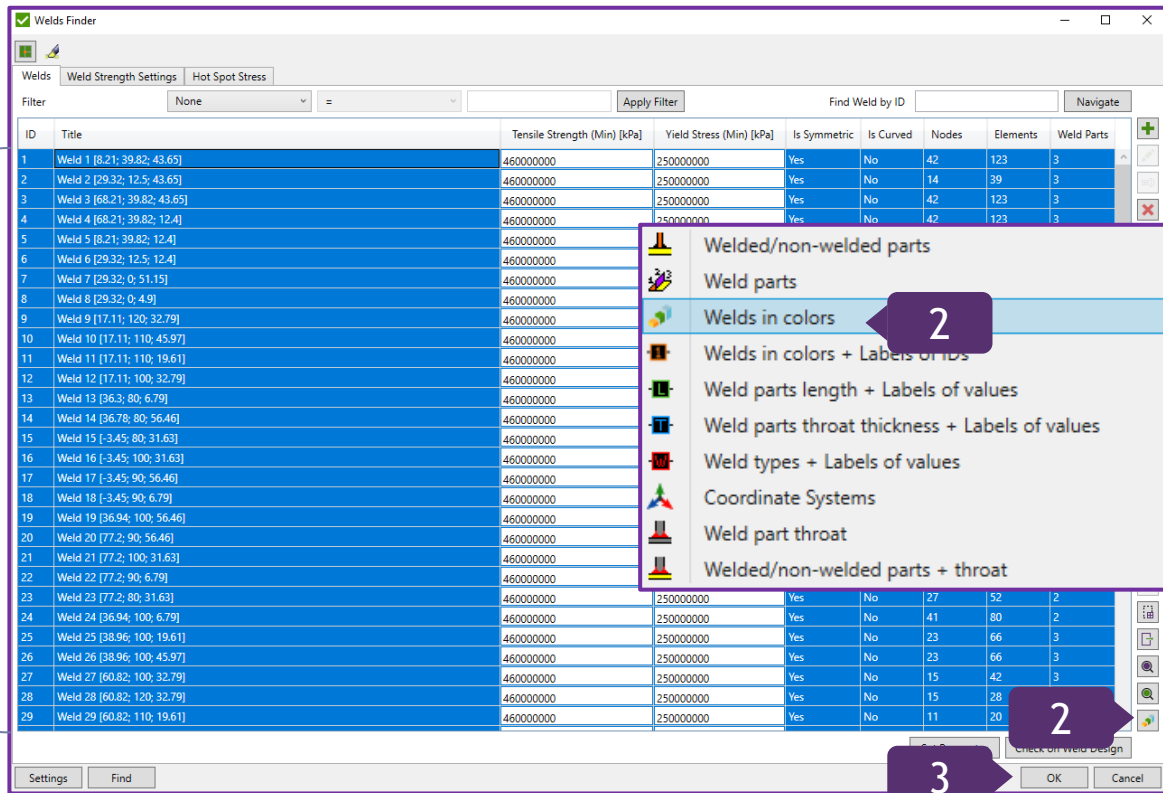 Welds Finder
Welds Weld Strength Settings Hot Spot Stress
Filter None = Apply Filter Find Weld by ID Navigate
ID Title Tensile Strength (Min) [kPa] Yield Stress (Min) [kPa] Is Symmetric Is Curved Nodes Elements Weld Parts
1 Weld 1 [8.21; 39.82; 43.65] 460000000 250000000 Yes No 42 123 3
2 Weld 2 [29.32; 12.5; 43.65] 460000000 250000000 Yes No 14 39 3
3 Weld 3 [68.21; 39.82; 43.65] 460000000 250000000 Yes No 42 123 3
4 Weld 4 [68.21; 39.82; 12.4] 460000000 250000000 Yes No 42 123 3
5 Weld 5 [8.21; 39.82; 12.4] 460000000
6 Weld 6 [29.32; 12.5; 12.4] 460000000
7 Weld 7 [29.32; 0; 51.15] 460000000
8 Weld 8 [29.32; 0; 4.9] 460000000
9 Weld 9 [17.11; 120; 32.79] 460000000
10 Weld 10 [17.11; 110; 45.97] 460000000
11 Weld 11 [17.11; 110; 19.61] 460000000
12 Weld 12 [17.11; 100; 32.79] 460000000
13 Weld 13 [36.3; 80; 6.79] 460000000
14 Weld 14 [36.78; 80; 56.46] 460000000
15 Weld 15 [-3.45; 80; 31.63] 460000000
16 Weld 16 [-3.45; 100; 31.63] 460000000
17 Weld 17 [-3.45; 90; 56.46] 460000000
18 Weld 18 [-3.45; 90; 6.79] 460000000
19 Weld 19 [36.94; 100; 56.46] 460000000
20 Weld 20 [77.2; 90; 56.46] 460000000
21 Weld 21 [77.2; 100; 31.63] 460000000
22 Weld 22 [77.2; 90; 6.79] 460000000
23 Weld 23 [77.2; 80; 31.63] 460000000 250000000 Yes No 27 52 2
24 Weld 24 [36.94; 100; 6.79] 460000000 250000000 Yes No 41 80 2
25 Weld 25 [38.96; 100; 19.61] 460000000 250000000 Yes No 23 66 3
26 Weld 26 [38.96; 100; 45.97] 460000000 250000000 Yes No 23 66 3
27 Weld 27 [60.82; 100; 32.79] 460000000 250000000 Yes No 15 42 3
28 Weld 28 [60.82; 120; 32.79] 460000000 250000000 Yes No 15 28
29 Weld 29 [60.82; 110; 19.61] 460000000 250000000 Yes No 11 20
Welded/non-welded parts
Weld parts
Welds in colors
2
Welds in colors + Labels of IDs
Weld parts length + Labels of values
Weld parts throat thickness + Labels of values
Weld types + Labels of values
Coordinate Systems
Weld part throat
Welded/non-welded parts + throat
2
Check on Weld Design
Settings Find 3 OK Cancel